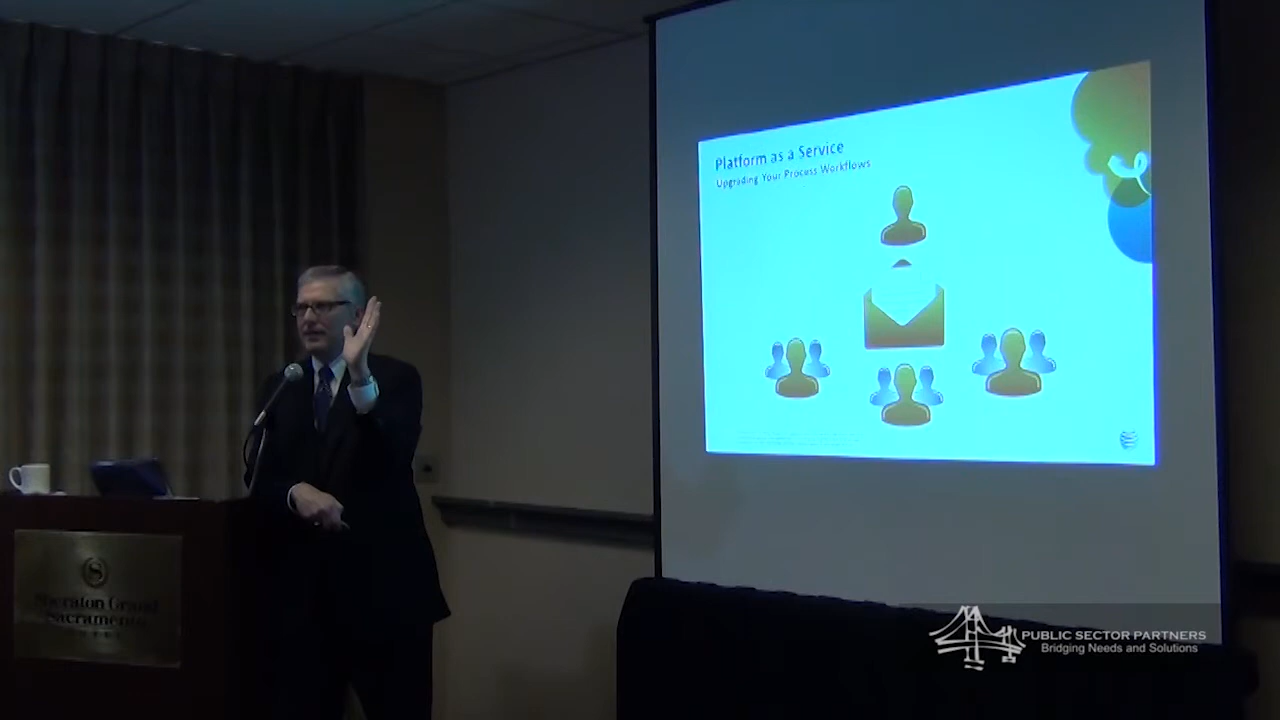 Platform as a Service
Upgrading Your Process Workflows
Sheraton Grand
Sacramento
PUBLIC SECTOR PARTNERS
Bridging Needs and Solutions